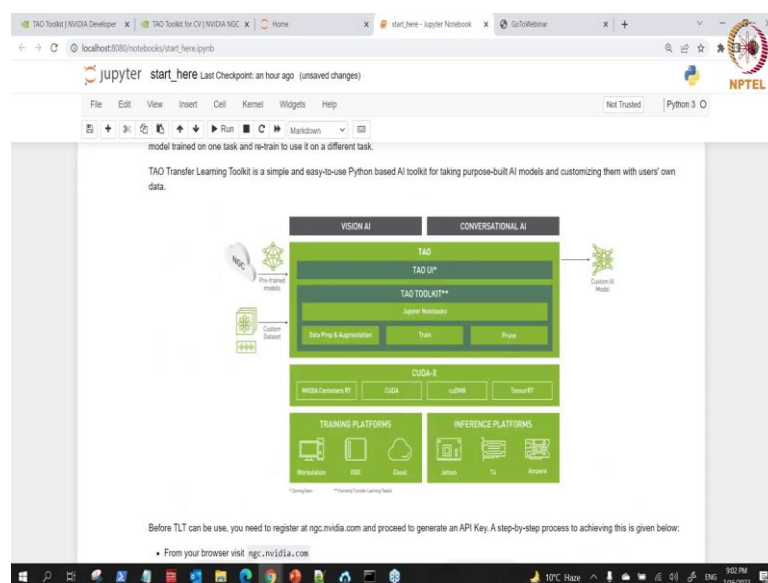 TAO Toolkit | NVIDIA Developer
TAO Toolkit for CV | NVIDIA NGC
Home
start_here - Jupyter Notebook
GoToWebinar
localhost:8080/notebooks/start_here.ipynb
NPTEL
jupyter start_here Last Checkpoint: an hour ago (unsaved changes)
File Edit View Insert Cell Kernel Widgets Help
Not Trusted
Python 3
Run
Markdown
model trained on one task and re-train to use it on a different task.
TAO Transfer Learning Toolkit is a simple and easy-to-use Python based AI toolkit for taking purpose-built AI models and customizing them with users' own
data.
VISION AI
CONVERSATIONAL AI
NGC
Pre-trained
models
Custom
Dataset
TAO
TAO UI*
TAO TOOLKIT**
Jupyter Notebooks
Data Prep & Augmentation
Train
Prune
Custom AI
Model
CUDA-X
NVIDIA Containers RT
CUDA
cuDNN
TensorRT
TRAINING PLATFORMS
Workstation
DGX
Cloud
INFERENCE PLATFORMS
Jetson
T4
Ampere
* Coming Soon
** Formerly Transfer Learning Toolkit
Before TLT can be use, you need to register at ngc.nvidia.com and proceed to generate an API Key. A step-by-step process to achieving this is given below:
• From your browser visit ngc.nvidia.com
10°C Haze
ENG
9:02 PM